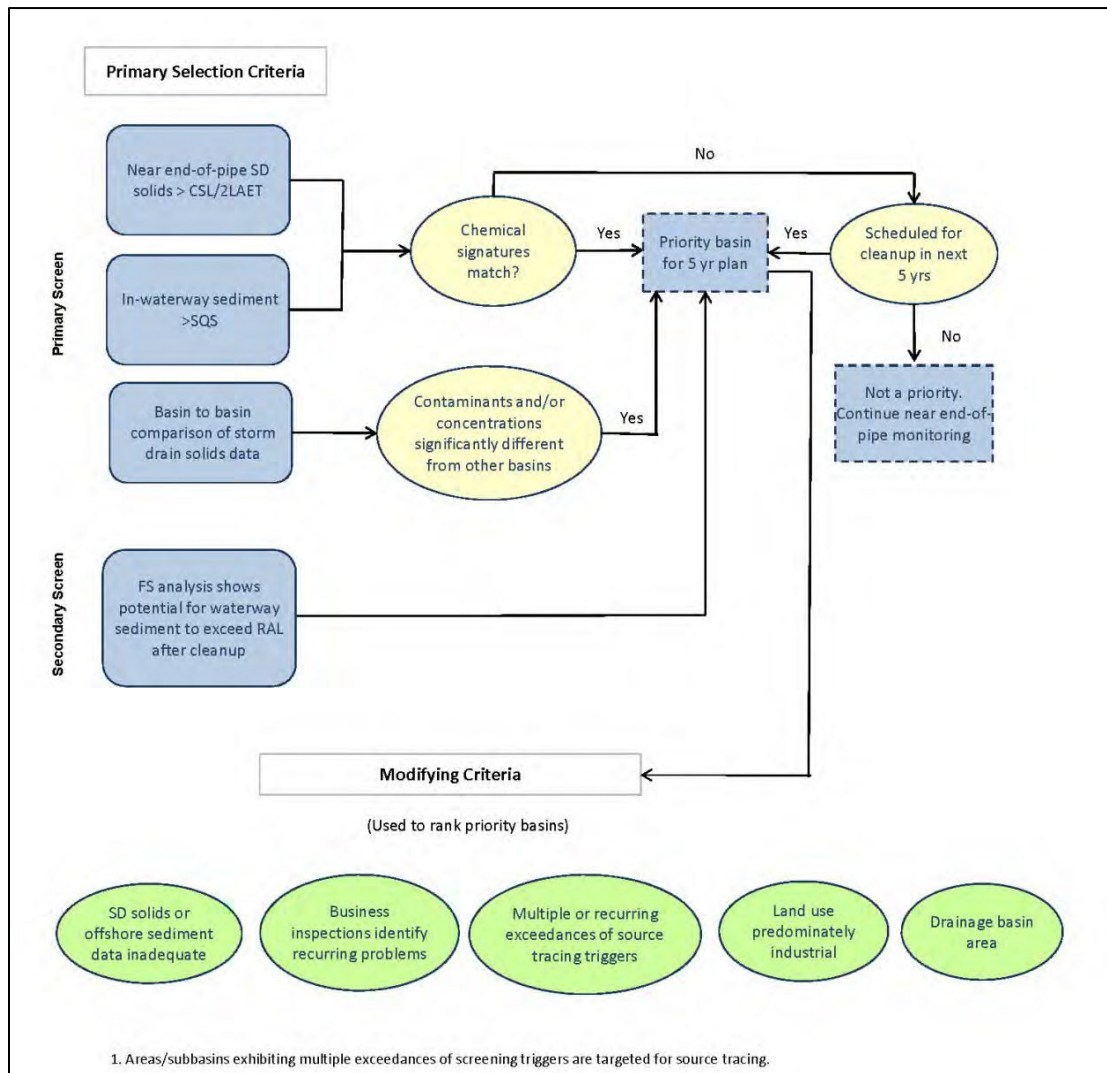 Primary Selection Criteria
Primary Screen
Near end-of-pipe SD
solids > CSL/2LAET
In-waterway sediment
>SQS
Chemical
signatures
match?
No
Yes
Priority basin
for 5 yr plan
Yes
Scheduled for
cleanup in next
5 yrs
No
Not a priority.
Continue near end-of-
pipe monitoring
Basin to basin
comparison of storm
drain solids data
Contaminants and/or
concentrations
significantly different
from other basins
Yes
Secondary Screen
FS analysis shows
potential for waterway
sediment to exceed RAL
after cleanup
Modifying Criteria
(Used to rank priority basins)
SD solids or
offshore sediment
data inadequate
Business
inspections identify
recurring problems
Multiple or recurring
exceedances of source
tracing triggers
Land use
predominately
industrial
Drainage basin
area
1. Areas/subbasins exhibiting multiple exceedances of screening triggers are targeted for source tracing.